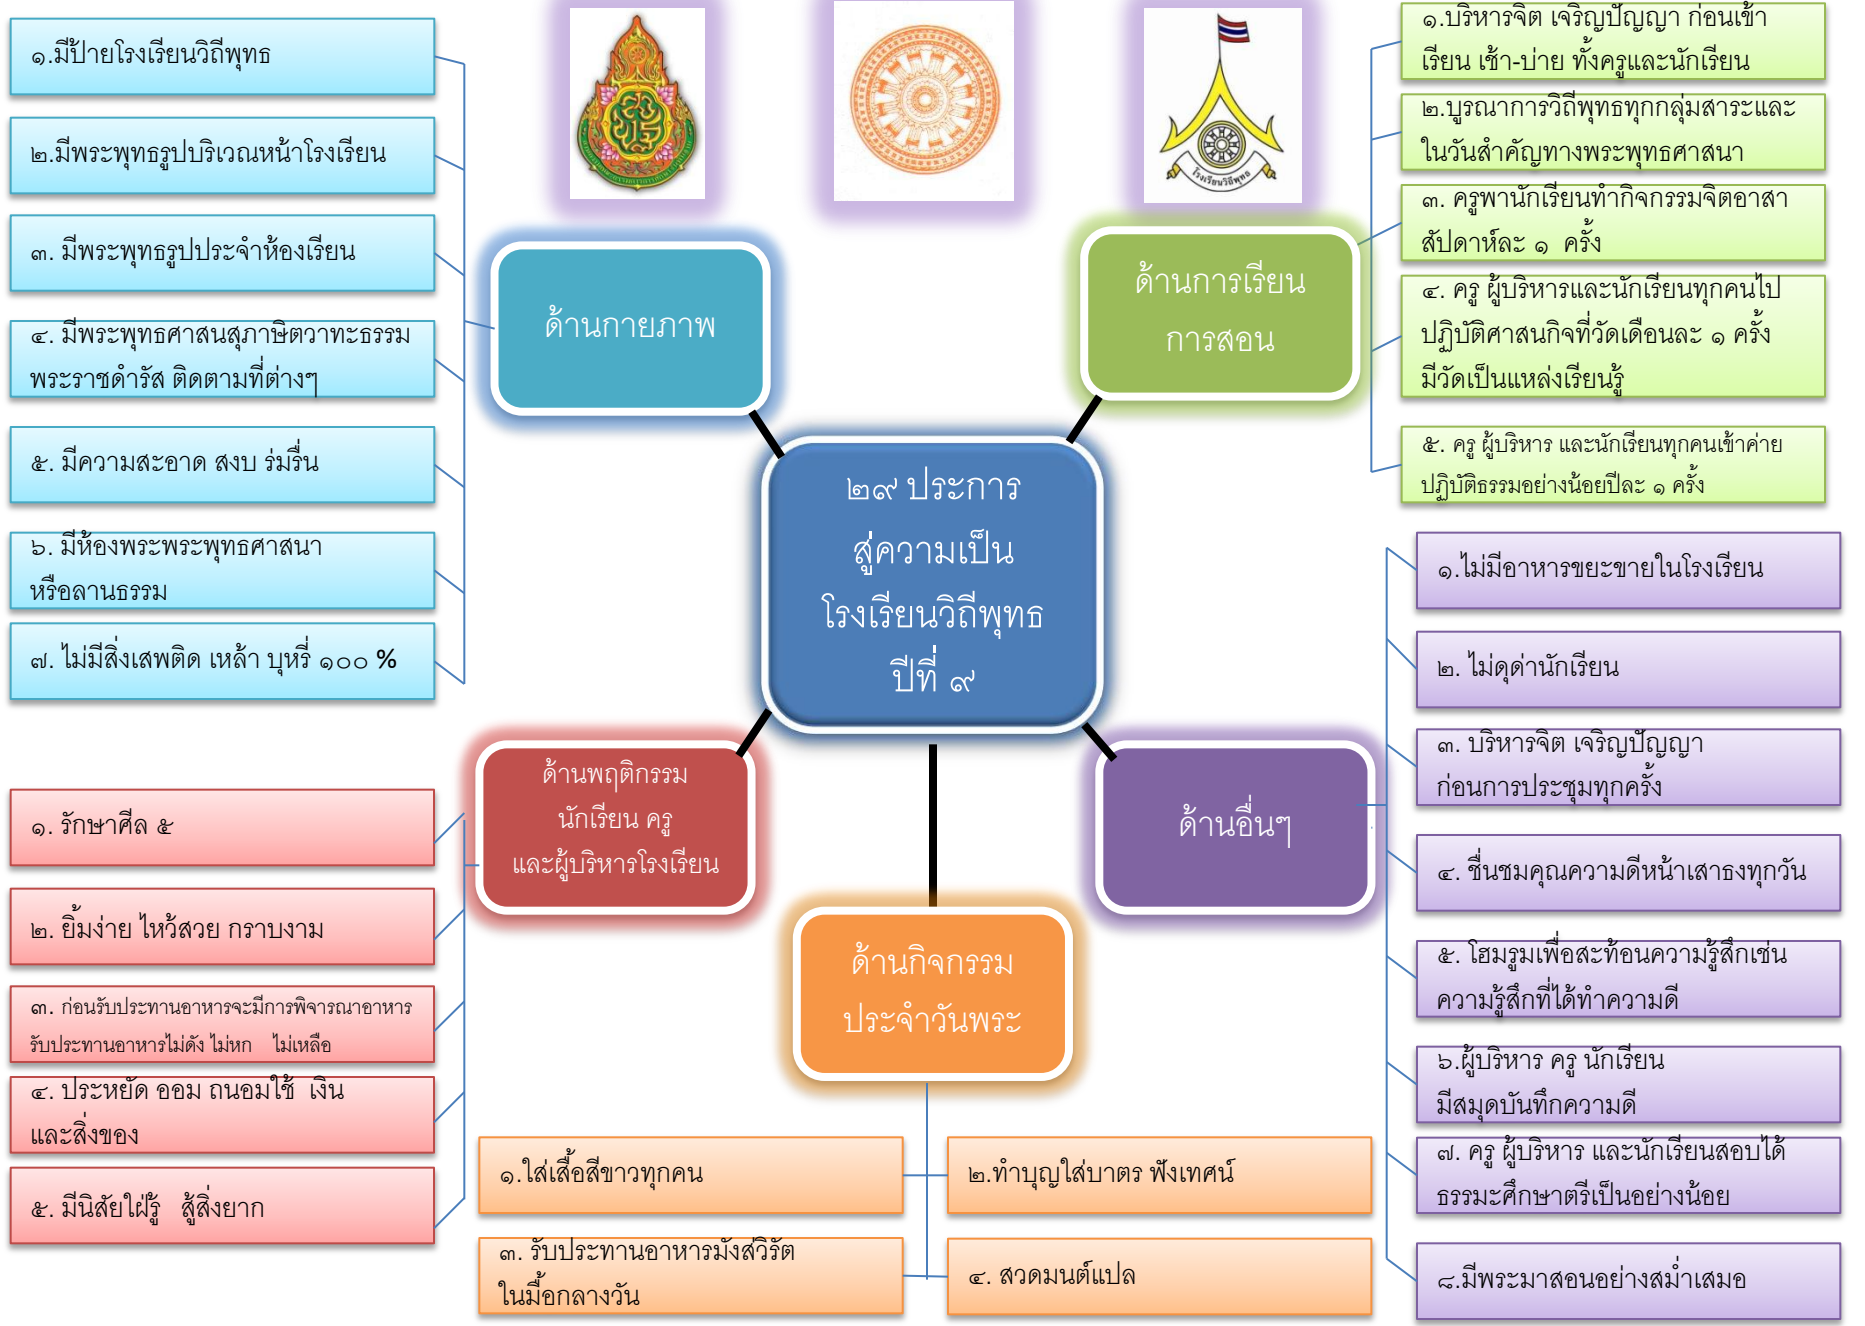 ๑.มีป้ายโรงเรียนวิถีพุทธ
๒.มีพระพุทธรูปบริเวณหน้าโรงเรียน
๓. มีพระพุทธรูปประจำห้องเรียน
๔. มีพระพุทธศาสนสุภาษิตวาทะธรรม
พระราชดำรัส ติดตามที่ต่างๆ
๕. มีความสะอาด สงบ ร่มรื่น
๖. มีห้องพระพระพุทธศาสนา
หรือลานธรรม
๗. ไม่มีสิ่งเสพติด เหล้า บุหรี่ ๑๐๐ %
ด้านกายภาพ
โรงเรียนวิถีพุทธ
ด้านการเรียน
การสอน
๑.บริหารจิต เจริญปัญญา ก่อนเข้า
เรียน เช้า-บ่าย ทั้งครูและนักเรียน
๒.บูรณาการวิถีพุทธทุกกลุ่มสาระและ
ในวันสำคัญทางพระพุทธศาสนา
๓. ครูพานักเรียนทำกิจกรรมจิตอาสา
สัปดาห์ละ ๑ ครั้ง
๔. ครู ผู้บริหารและนักเรียนทุกคนไป
ปฏิบัติศาสนกิจที่วัดเดือนละ ๑ ครั้ง
มีวัดเป็นแหล่งเรียนรู้
๕. ครู ผู้บริหาร และนักเรียนทุกคนเข้าค่าย
ปฏิบัติธรรมอย่างน้อยปีละ ๑ ครั้ง
๒๙ ประการ
สู่ความเป็น
โรงเรียนวิถีพุทธ
ปีที่ ๙
ด้านพฤติกรรม
นักเรียน ครู
และผู้บริหารโรงเรียน
๑. รักษาศีล ๕
๒. ยิ้มง่าย ไหว้สวย กราบงาม
๓. ก่อนรับประทานอาหารจะมีการพิจารณาอาหาร
รับประทานอาหารไม่ดัง ไม่หก ไม่เหลือ
๔. ประหยัด ออม ถนอมใช้ เงิน
และสิ่งของ
๕. มีนิสัยใฝ่รู้ สู้สิ่งยาก
ด้านกิจกรรม
ประจำวันพระ
๑.ใส่เสื้อสีขาวทุกคน
๒.ทำบุญใส่บาตร ฟังเทศน์
๓. รับประทานอาหารมังสวิรัต
ในมื้อกลางวัน
๔. สวดมนต์แปล
ด้านอื่นๆ
๑.ไม่มีอาหารขยะขายในโรงเรียน
๒. ไม่ดุด่านักเรียน
๓. บริหารจิต เจริญปัญญา
ก่อนการประชุมทุกครั้ง
๔. ชื่นชมคุณความดีหน้าเสาธงทุกวัน
๕. โฮมรูมเพื่อสะท้อนความรู้สึกเช่น
ความรู้สึกที่ได้ทำความดี
๖.ผู้บริหาร ครู นักเรียน
มีสมุดบันทึกความดี
๗. ครู ผู้บริหาร และนักเรียนสอบได้
ธรรมะศึกษาตรีเป็นอย่างน้อย
๘.มีพระมาสอนอย่างสม่ำเสมอ